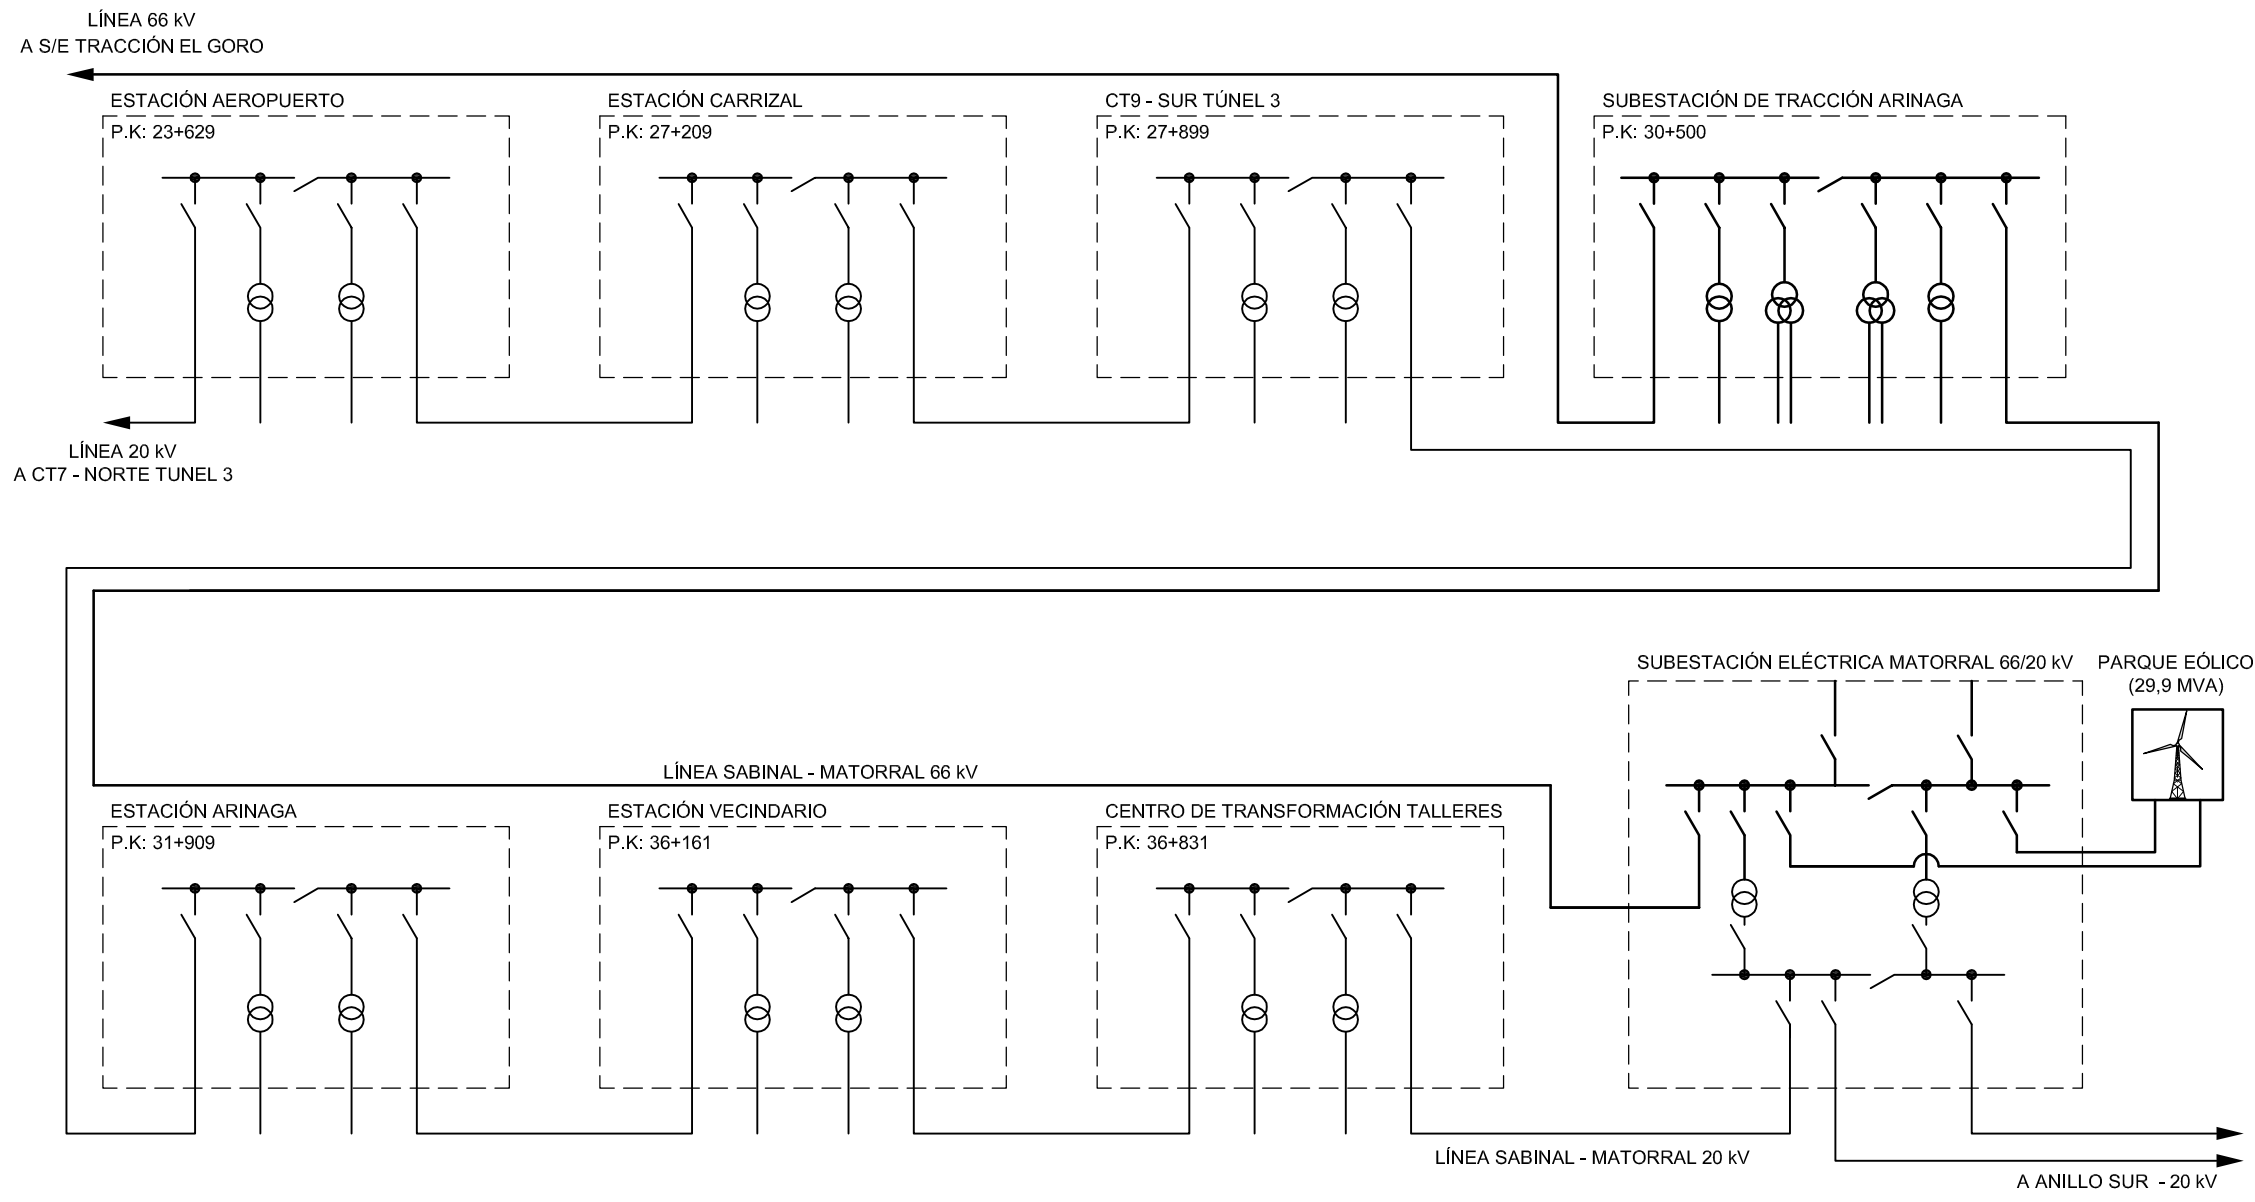 LÍNEA 66 kV
A S/E TRACCIÓN EL GORO
ESTACIÓN AEROPUERTO
P.K: 23+629
ESTACIÓN CARRIZAL
P.K: 27+209
CT9 - SUR TÚNEL 3
P.K: 27+899
SUBESTACIÓN DE TRACCIÓN ARINAGA
P.K: 30+500
LÍNEA 20 kV
A CT7 - NORTE TUNEL 3
SUBESTACIÓN ELÉCTRICA MATORRAL 66/20 kV
PARQUE EÓLICO
(29,9 MVA)
LÍNEA SABINAL - MATORRAL 66 kV
ESTACIÓN ARINAGA
P.K: 31+909
ESTACIÓN VECINDARIO
P.K: 36+161
CENTRO DE TRANSFORMACIÓN TALLERES
P.K: 36+831
LÍNEA SABINAL - MATORRAL 20 kV
A ANILLO SUR - 20 kV